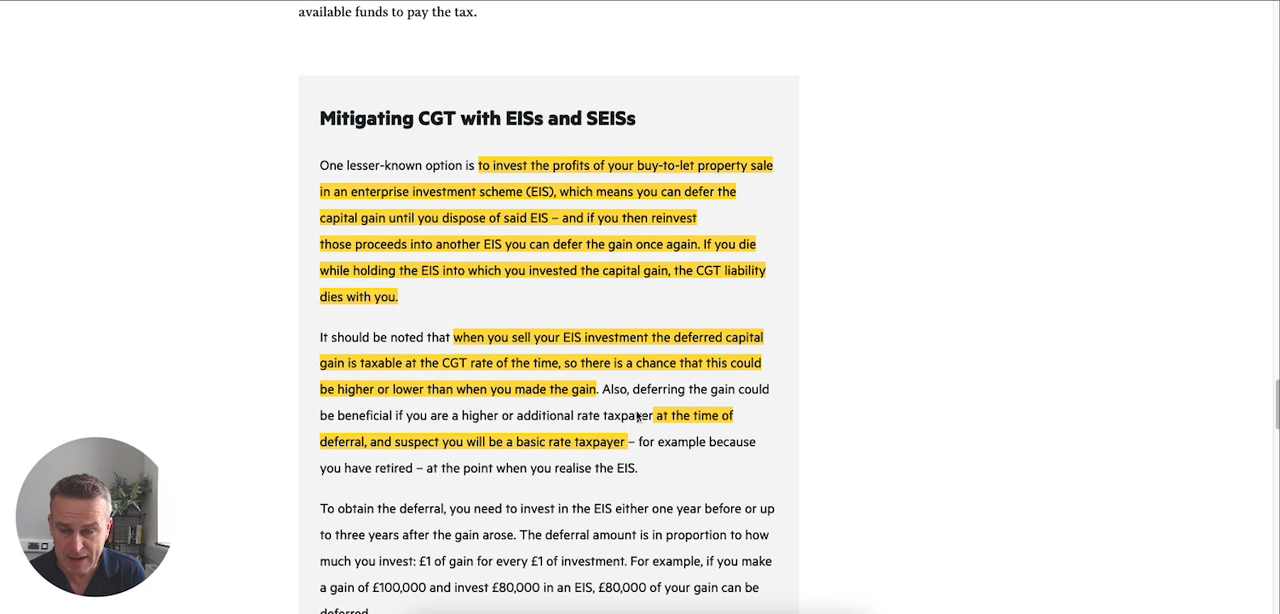 available funds to pay the tax.
Mitigating CGT with EISs and SEISs
One lesser-known option is to invest the profits of your buy-to-let property sale
in an enterprise investment scheme (EIS), which means you can defer the
capital gain until you dispose of said EIS – and if you then reinvest
those proceeds into another EIS you can defer the gain once again. If you die
while holding the EIS into which you invested the capital gain, the CGT liability
dies with you.
It should be noted that when you sell your EIS investment the deferred capital
gain is taxable at the CGT rate of the time, so there is a chance that this could
be higher or lower than when you made the gain. Also, deferring the gain could
be beneficial if you are a higher or additional rate taxpayer at the time of
deferral, and suspect you will be a basic rate taxpayer – for example because
you have retired – at the point when you realise the EIS.
To obtain the deferral, you need to invest in the EIS either one year before or up
to three years after the gain arose. The deferral amount is in proportion to how
much you invest: £1 of gain for every £1 of investment. For example, if you make
a gain of £100,000 and invest £80,000 in an EIS, £80,000 of your gain can be
deferred.